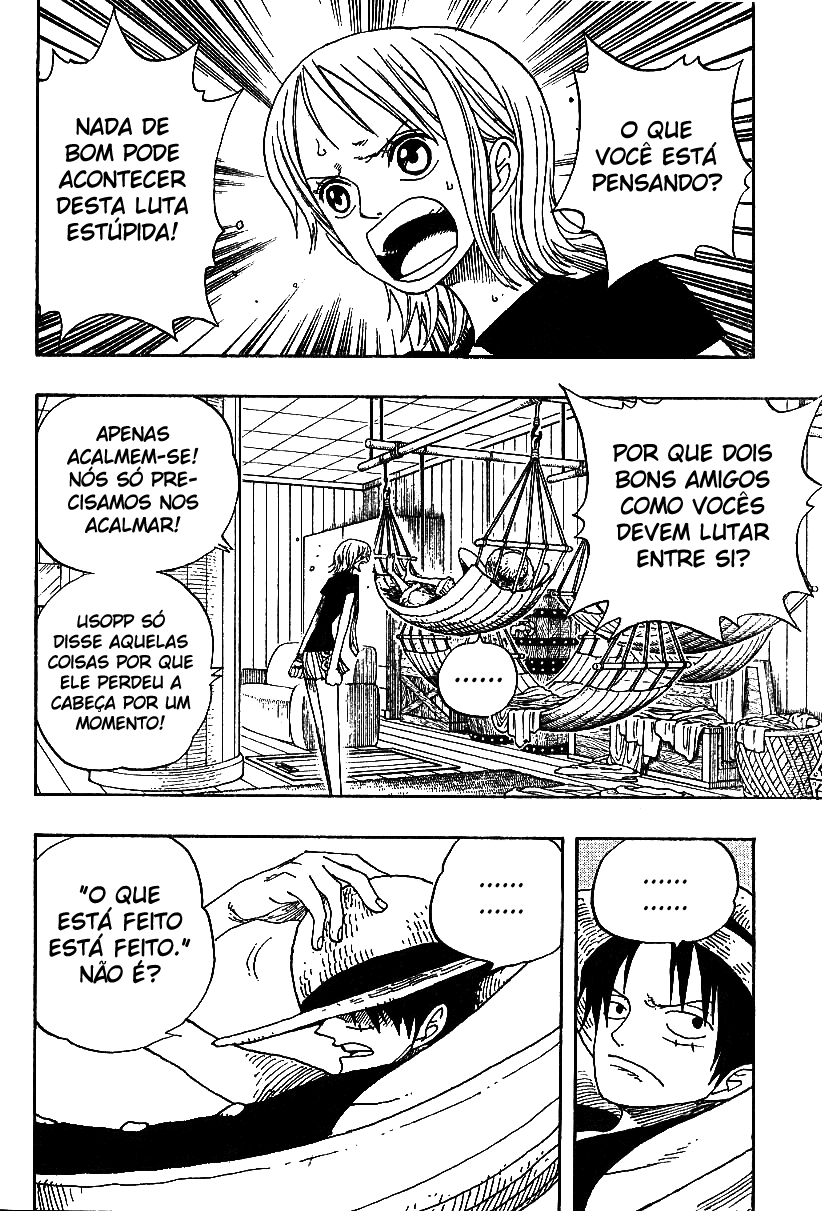 O QUE
VOCÊ ESTÁ
PENSANDO?
NADA DE
BOM PODE
ACONTECER
DESTA LUTA
ESTÚPIDA!
POR QUE DOIS
BONS AMIGOS
COMO VOCÊS
DEVEM LUTAR
ENTRE SI?
APENAS
ACALMEM-SE!
NÓS SÓ PRE-
CISAMOS NOS
ACALMAR!
USOPP SÓ
DISSE AQUELAS
COISAS POR QUE
ELE PERDEU A
CABEÇA POR UM
MOMENTO!
......
......
......
......
......
"O QUE
ESTÁ FEITO
ESTÁ FEITO."
NÃO É?